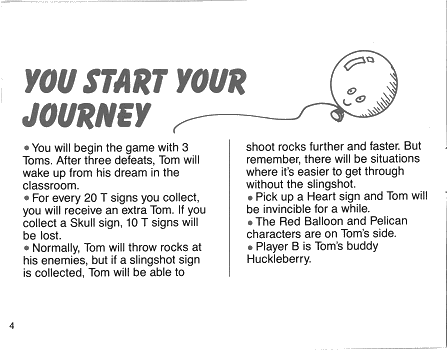 YOU START YOUR
JOURNEY
● You will begin the game with 3
Toms. After three defeats, Tom will
wake up from his dream in the
classroom.
● For every 20 T signs you collect,
you will receive an extra Tom. If you
collect a Skull sign, 10 T signs will
be lost.
● Normally, Tom will throw rocks at
his enemies, but if a slingshot sign
is collected, Tom will be able to
shoot rocks further and faster. But
remember, there will be situations
where it's easier to get through
without the slingshot.
● Pick up a Heart sign and Tom will
be invincible for a while.
● The Red Balloon and Pelican
characters are on Tom's side.
● Player B is Tom's buddy
Huckleberry.
4